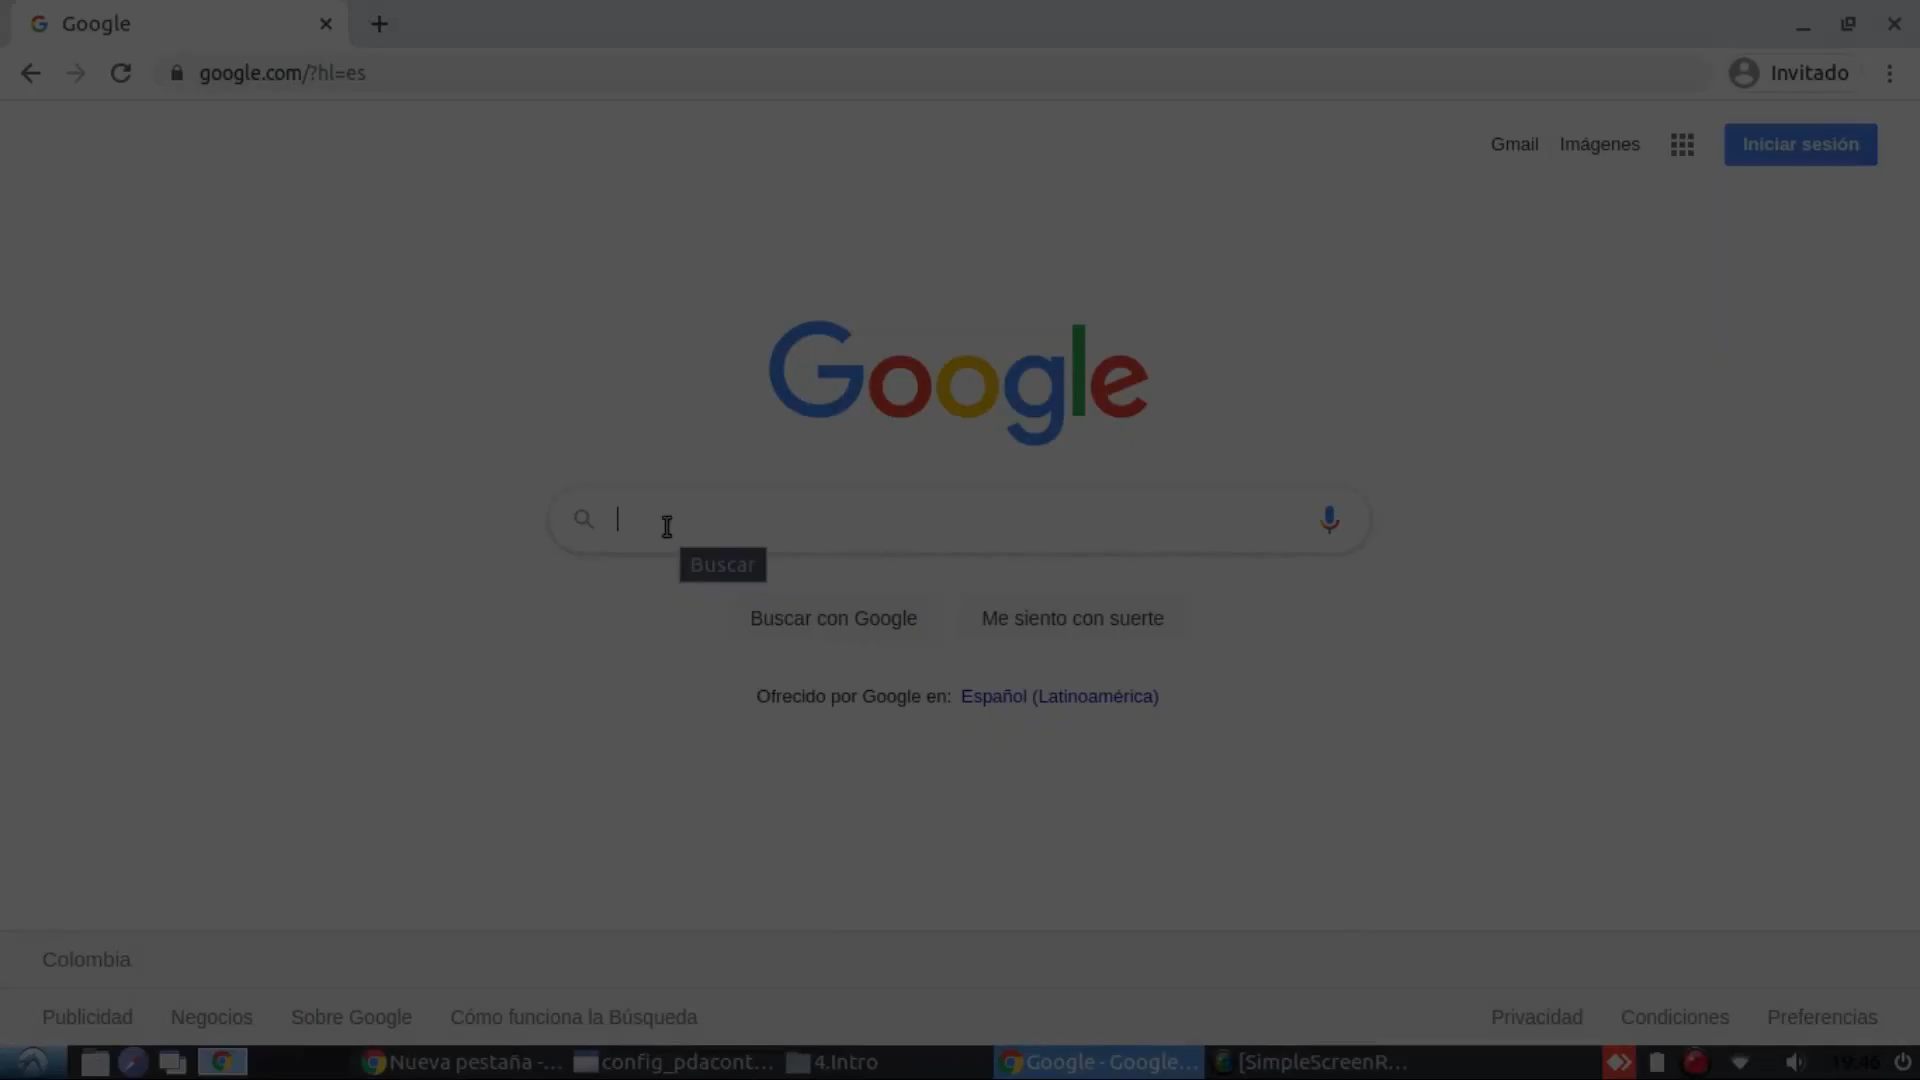 Google
google.com/?hl=es
Invitado
Gmail Imágenes
Iniciar sesión
Google
Buscar
Buscar con Google Me siento con suerte
Ofrecido por Google en: Español (Latinoamérica)
Colombia
Publicidad Negocios Sobre Google Cómo funciona la Búsqueda Privacidad Condiciones Preferencias
Nueva pestaña -... config_pdacont... 4.Intro Google - Google... [SimpleScreenR... 19:46